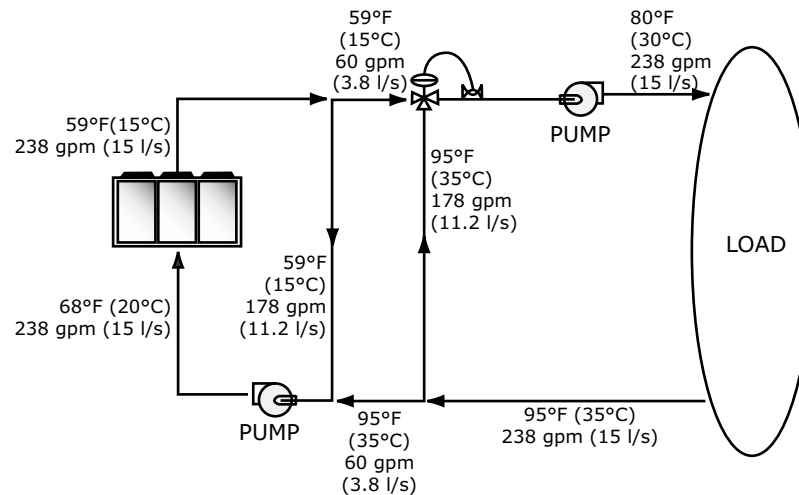 59°F
(15°C)
60 gpm
(3.8 l/s)
80°F
(30°C)
238 gpm
(15 l/s)
PUMP
59°F(15°C)
238 gpm (15 l/s)
95°F
(35°C)
178 gpm
(11.2 l/s)
LOAD
59°F
(15°C)
178 gpm
(11.2 l/s)
68°F (20°C)
238 gpm (15 l/s)
PUMP
95°F
(35°C)
60 gpm
(3.8 l/s)
95°F (35°C)
238 gpm (15 l/s)